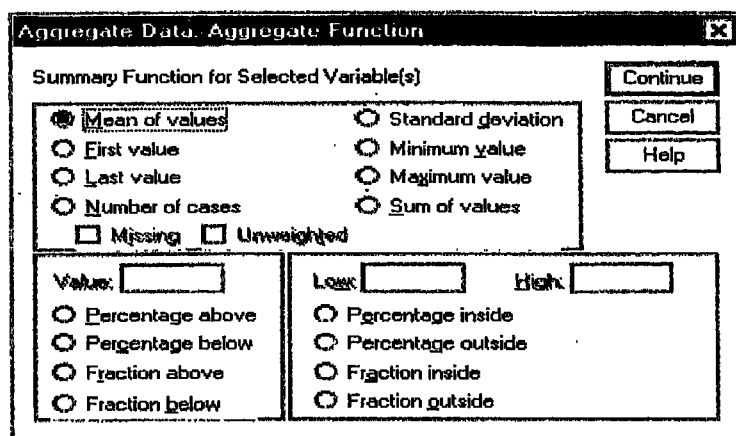 Aggregate Data: Aggregate Function
Summary Function for Selected Variable(s)
Continue
Cancel
Help
Mean of values
Standard deviation
First value
Minimum value
Last value
Maximum value
Number of cases
Sum of values
Missing Unweighted
Value:
Percentage above
Percentage below
Fraction above
Fraction below
Low: High:
Percentage inside
Percentage outside
Fraction inside
Fraction outside